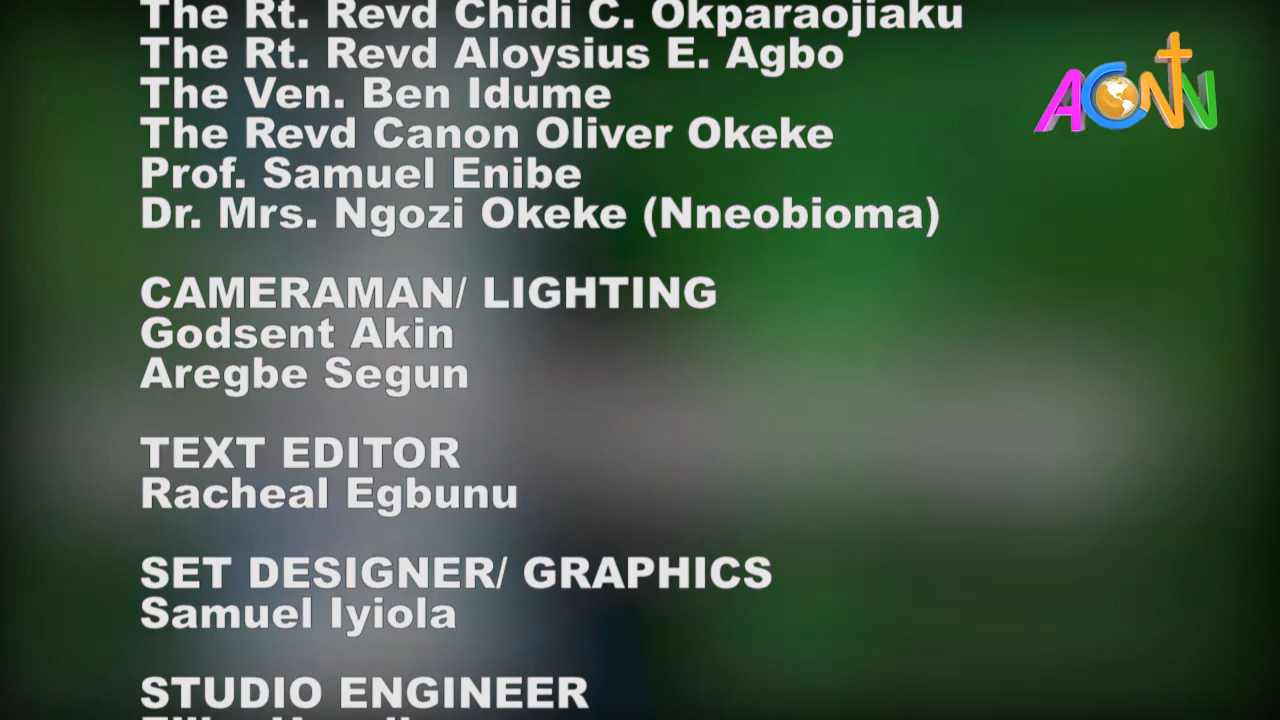 The Rt. Revd Chidi C. Okparaojiaku
The Rt. Revd Aloysius E. Agbo
The Ven. Ben Idume
The Revd Canon Oliver Okeke
Prof. Samuel Enibe
Dr. Mrs. Ngozi Okeke (Nneobioma)
CAMERAMAN/ LIGHTING
Godsent Akin
Aregbe Segun
TEXT EDITOR
Racheal Egbunu
SET DESIGNER/ GRAPHICS
Samuel Iyiola
STUDIO ENGINEER
ACNN